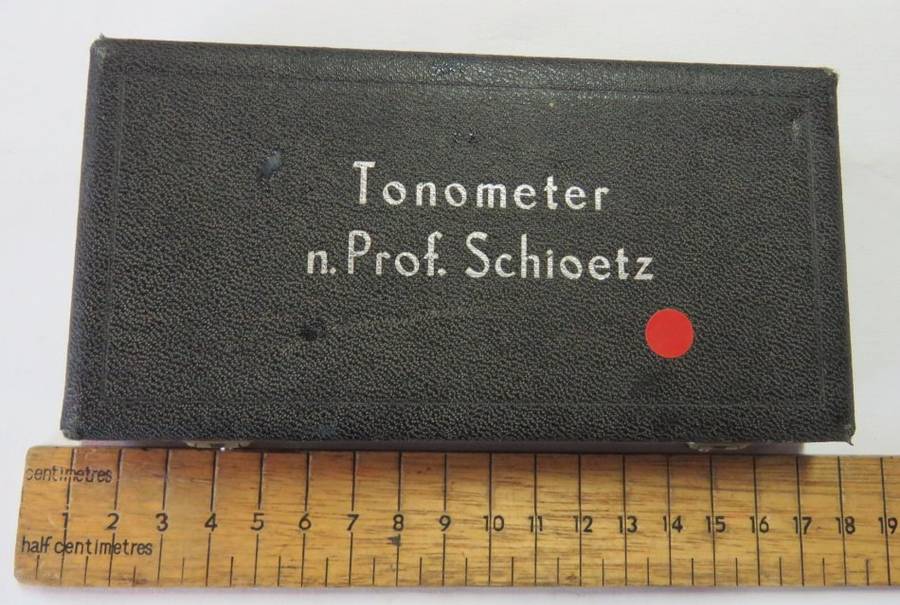 Tonometer
n. Prof. Schioetz
centimetres
1 2 3 4 5 6 7 8 9 10 11 12 13 14 15 16 17 18 19
half centimetres